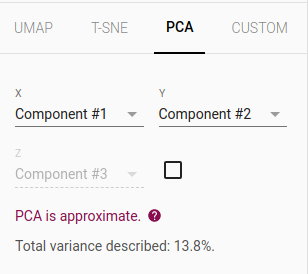 UMAP T-SNE PCA CUSTOM
X Y
Component #1 Component #2
Z
Component #3
PCA is approximate. ?
Total variance described: 13.8%.